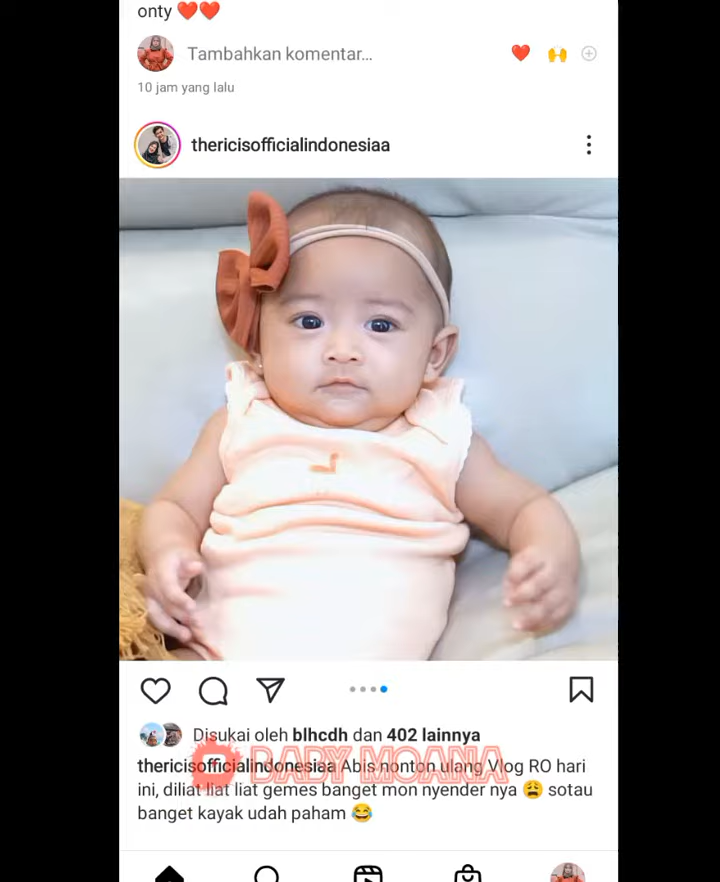 onty ❤️❤️
Tambahkan komentar...
10 jam yang lalu
thericisofficialindonesiaa
Disukai oleh blhcdh dan 402 lainnya
BABY MOANA
thericisofficialindonesiaa Abis nonton ulang Vlog RO hari
ini, diliat liat liat gemes banget mon nyender nya 😩 sotau
banget kayak udah paham 😂